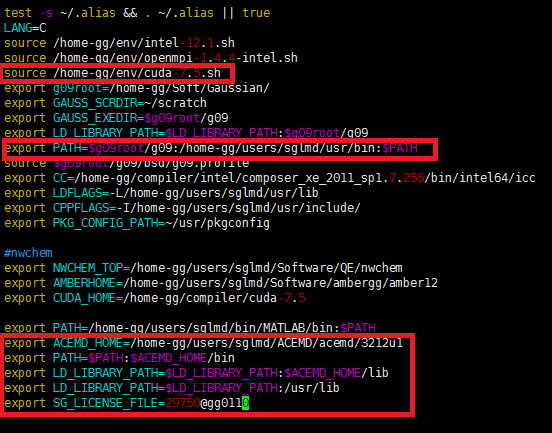 test -s ~/.alias && . ~/.alias || true
LANG=C
source /home-gg/env/intel-12.1.sh
source /home-gg/env/openmpi-1.4.4-intel.sh
source /home-gg/env/cuda-7.5.sh
export g09root=/home-gg/Soft/Gaussian/
export GAUSS_SCRDIR=~/scratch
export GAUSS_EXEDIR=$g09root/g09
export LD_LIBRARY_PATH=$LD_LIBRARY_PATH:$g09root/g09
export PATH=$g09root/g09:/home-gg/users/sglmd/usr/bin:$PATH
source $g09root/g09/bsd/g09.profile
export CC=/home-gg/compiler/intel/composer_xe_2011_sp1.7.256/bin/intel64/icc
export LDFLAGS=-L/home-gg/users/sglmd/usr/lib
export CPPFLAGS=-I/home-gg/users/sglmd/usr/include/
export PKG_CONFIG_PATH=~/usr/pkgconfig
#nwchem
export NWCHEM_TOP=/home-gg/users/sglmd/Software/QE/nwchem
export AMBERHOME=/home-gg/users/sglmd/Software/ambergg/amber12
export CUDA_HOME=/home-gg/compiler/cuda-7.5
export PATH=/home-gg/users/sglmd/bin/MATLAB/bin:$PATH
export ACEMD_HOME=/home-gg/users/sglmd/ACEMD/acemd/3212u1
export PATH=$PATH:$ACEMD_HOME/bin
export LD_LIBRARY_PATH=$LD_LIBRARY_PATH:$ACEMD_HOME/lib
export LD_LIBRARY_PATH=$LD_LIBRARY_PATH:/usr/lib
export SG_LICENSE_FILE=29750@gg0110